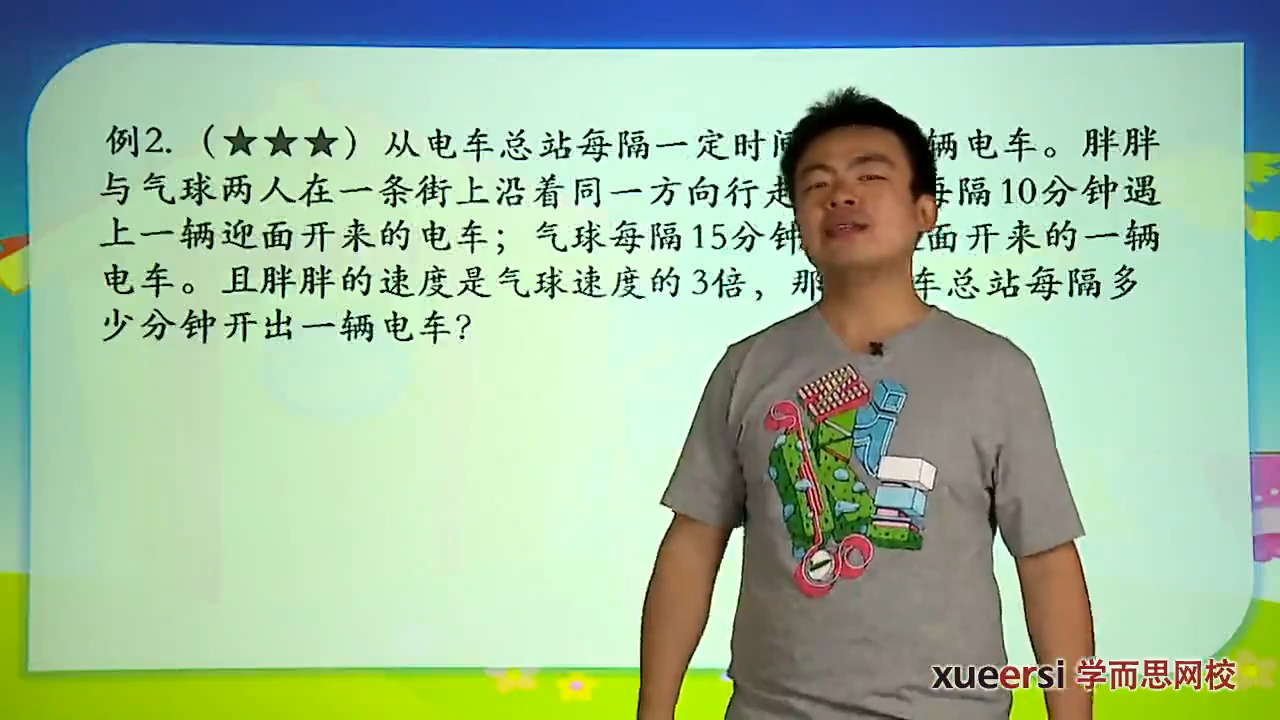 例2.（★★★）从电车总站每隔一定时间 辆电车。胖胖
与气球两人在一条街上沿着同一方向行走 每隔10分钟遇
上一辆迎面开来的电车；气球每隔15分钟 面开来的一辆
电车。且胖胖的速度是气球速度的3倍，那 车总站每隔多
少分钟开出一辆电车？
xueersi 学而思网校